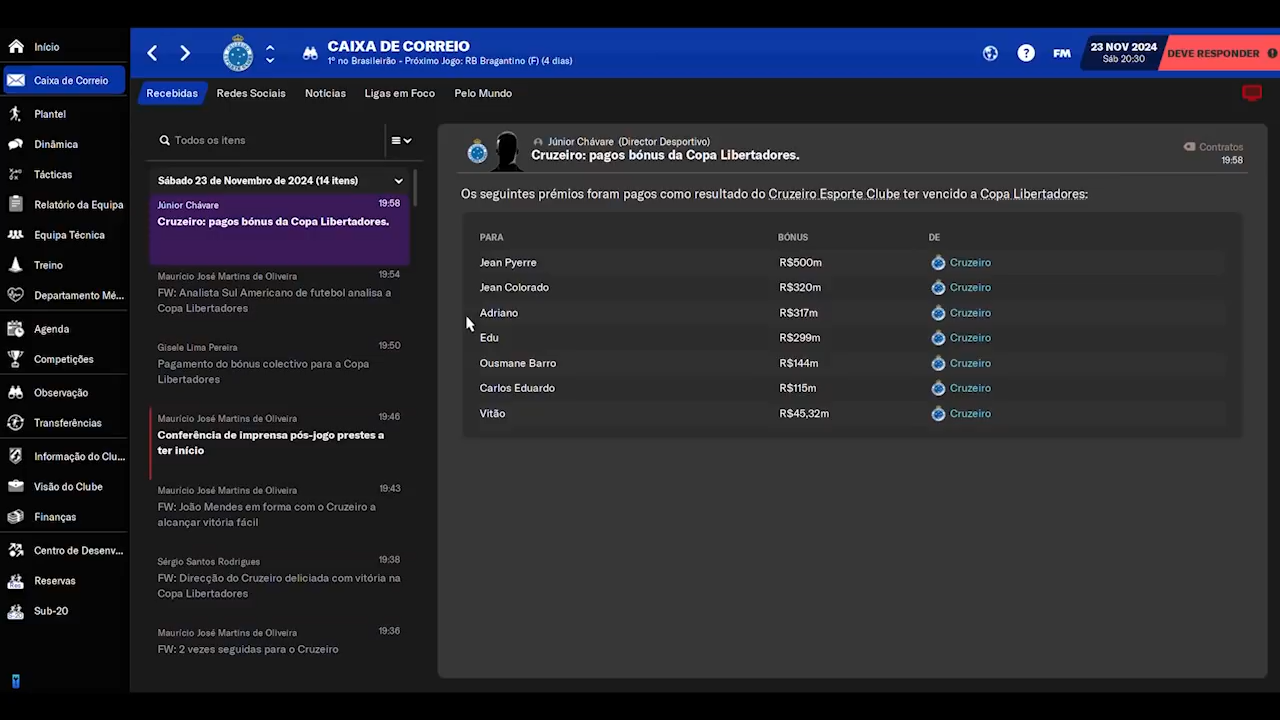 Início
Caixa de Correio
Plantel
Dinâmica
Tácticas
Relatório da Equipa
Equipa Técnica
Treino
Departamento Mé...
Agenda
Competições
Observação
Transferências
Informação do Clu...
Visão do Clube
Finanças
Centro de Desenv...
Reservas
Sub-20
CAIXA DE CORREIO
1º no Brasileirão - Próximo Jogo: RB Bragantino (F) (4 dias)
FM
23 NOV 2024
Sáb 20:30
DEVE RESPONDER
Recebidas Redes Sociais Notícias Ligas em Foco Pelo Mundo
Todos os itens
Sábado 23 de Novembro de 2024 (14 itens)
Júnior Chávare 19:58
Cruzeiro: pagos bónus da Copa Libertadores.
Maurício José Martins de Oliveira 19:54
FW: Analista Sul Americano de futebol analisa a
Copa Libertadores
Gisele Lima Pereira 19:50
Pagamento do bónus colectivo para a Copa
Libertadores
Maurício José Martins de Oliveira 19:46
Conferência de imprensa pós-jogo prestes a
ter início
Maurício José Martins de Oliveira 19:43
FW: João Mendes em forma com o Cruzeiro a
alcançar vitória fácil
Sérgio Santos Rodrigues 19:38
FW: Direcção do Cruzeiro deliciada com vitória na
Copa Libertadores
Maurício José Martins de Oliveira 19:36
FW: 2 vezes seguidas para o Cruzeiro
Júnior Chávare (Director Desportivo)
Cruzeiro: pagos bónus da Copa Libertadores.
Contratos
19:58
Os seguintes prémios foram pagos como resultado do Cruzeiro Esporte Clube ter vencido a Copa Libertadores:
PARA BÓNUS DE
Jean Pyerre R$500m Cruzeiro
Jean Colorado R$320m Cruzeiro
Adriano R$317m Cruzeiro
Edu R$299m Cruzeiro
Ousmane Barro R$144m Cruzeiro
Carlos Eduardo R$115m Cruzeiro
Vitão R$45,32m Cruzeiro